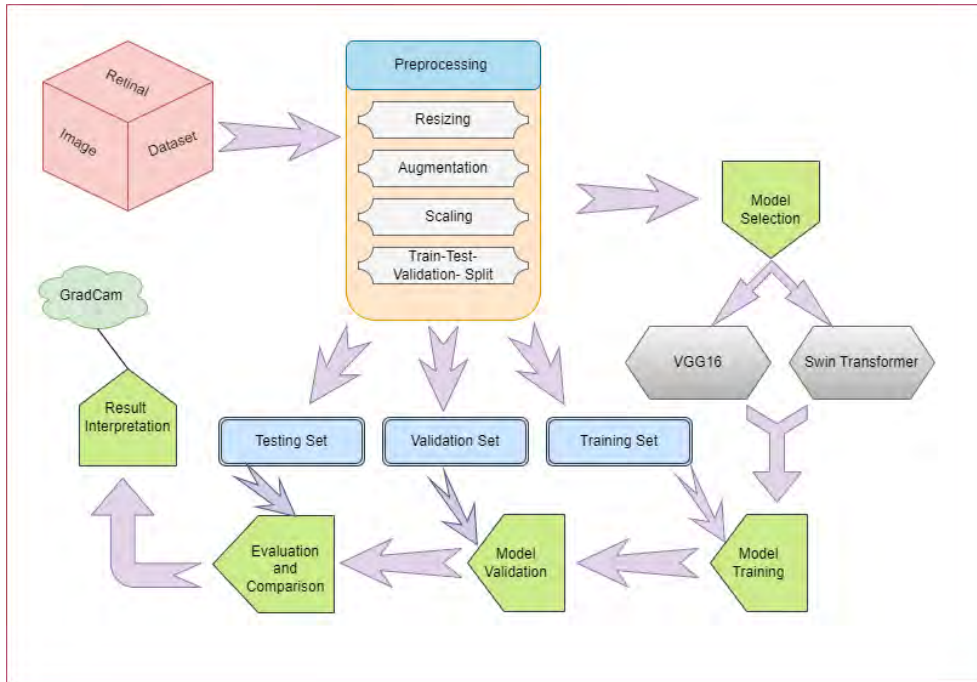 Retinal
Image
Dataset
Preprocessing
Resizing
Augmentation
Scaling
Train-Test-
Validation- Split
Model
Selection
GradCam
VGG16
Swin Transformer
Result
Interpretation
Testing Set
Validation Set
Training Set
Evaluation
and
Comparison
Model
Validation
Model
Training